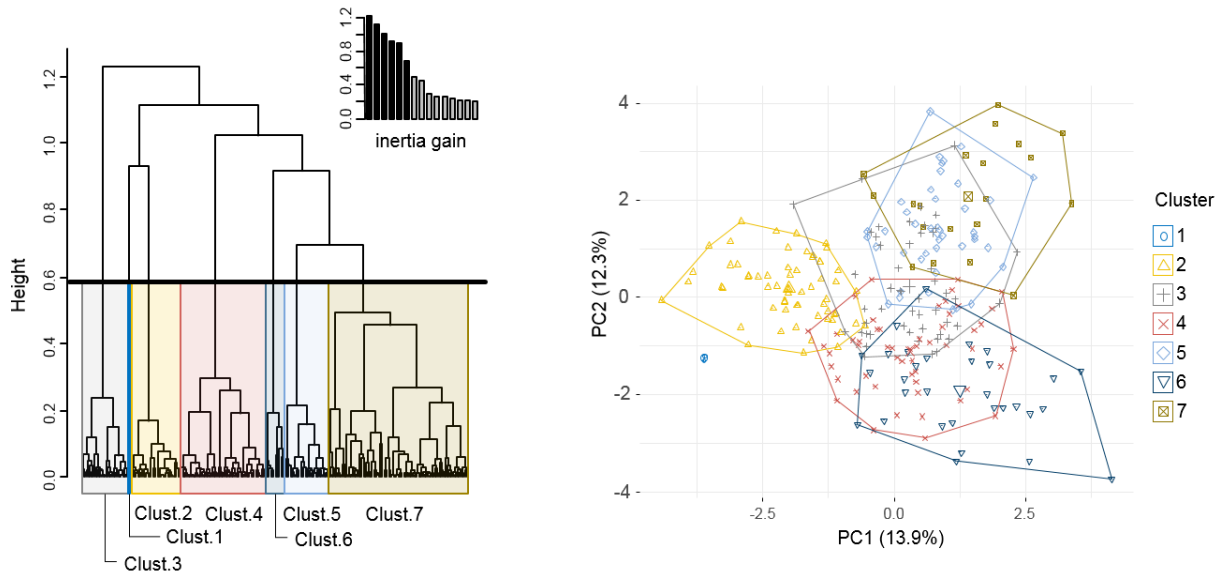 1.2
0.8
0.4
0.0
inertia gain
Height
1.2
1.0
0.8
0.6
0.4
0.2
0.0
Clust.2
Clust.4
Clust.5
Clust.7
Clust.1
Clust.6
Clust.3
PC2 (12.3%)
4
2
0
-2
-4
-2.5
0.0
2.5
PC1 (13.9%)
Cluster
1
2
3
4
5
6
7